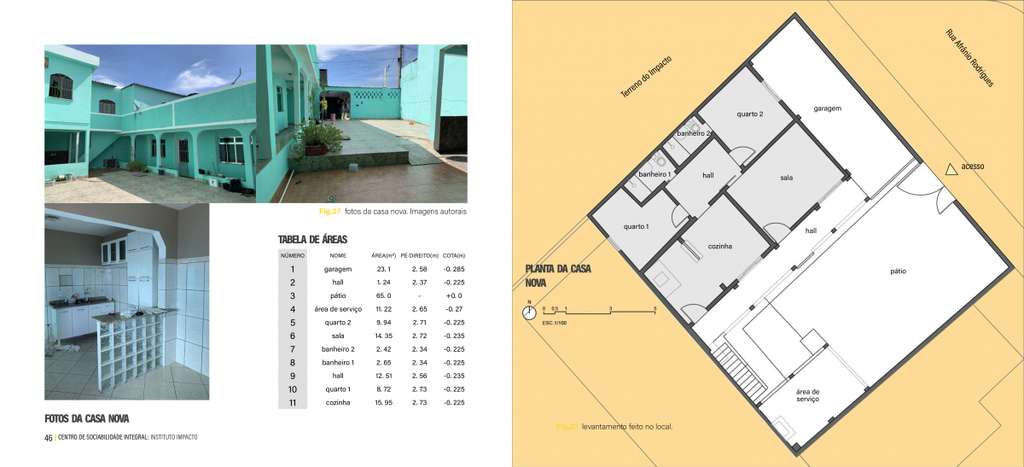 Fig.27 fotos da casa nova. Imagens autorais
TABELA DE ÁREAS
NÚMERO NOME ÁREA(m²) PE-DIREITO(m) COTA(m)
1 garagem 23.1 2.58 -0.285
2 hall 1.24 2.37 -0.225
3 pátio 65.0 - +0.0
4 área de serviço 11.22 2.65 -0.27
5 quarto 2 9.94 2.71 -0.225
6 sala 14.35 2.72 -0.235
7 banheiro 2 2.42 2.34 -0.225
8 banheiro 1 2.65 2.34 -0.225
9 hall 12.51 2.56 -0.235
10 quarto 1 8.72 2.73 -0.225
11 cozinha 15.95 2.73 -0.225
FOTOS DA CASA NOVA
46 | CENTRO DE SOCIABILIDADE INTEGRAL: INSTITUTO IMPACTO
Terreno do Impacto
Rua Afrânio Rodrigues
garagem
quarto 2
banheiro 2
acesso
banheiro 1
hall
sala
quarto 1
hall
cozinha
pátio
PLANTA DA CASA
NOVA
N
0 0.5 1 3 5
ESC:1/100
área de
serviço
levantamento feito no local.